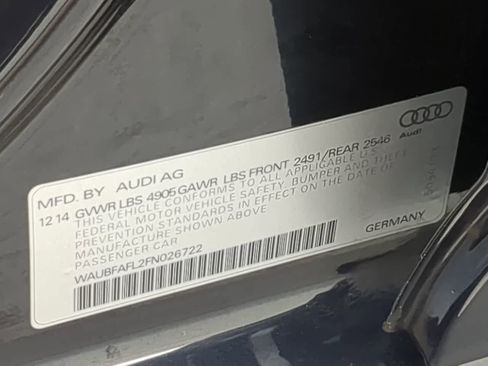 Audi
MFD. BY AUDI AG
12 14 GVWR LBS 4905 GAWR LBS FRONT 2491/REAR 2546
THIS VEHICLE CONFORMS TO ALL APPLICABLE U.S.
FEDERAL MOTOR VEHICLE SAFETY, BUMPER AND THEFT
PREVENTION STANDARDS IN EFFECT ON THE DATE OF
MANUFACTURE SHOWN ABOVE
PASSENGER CAR
WAUBFAFL2FN026722
GERMANY